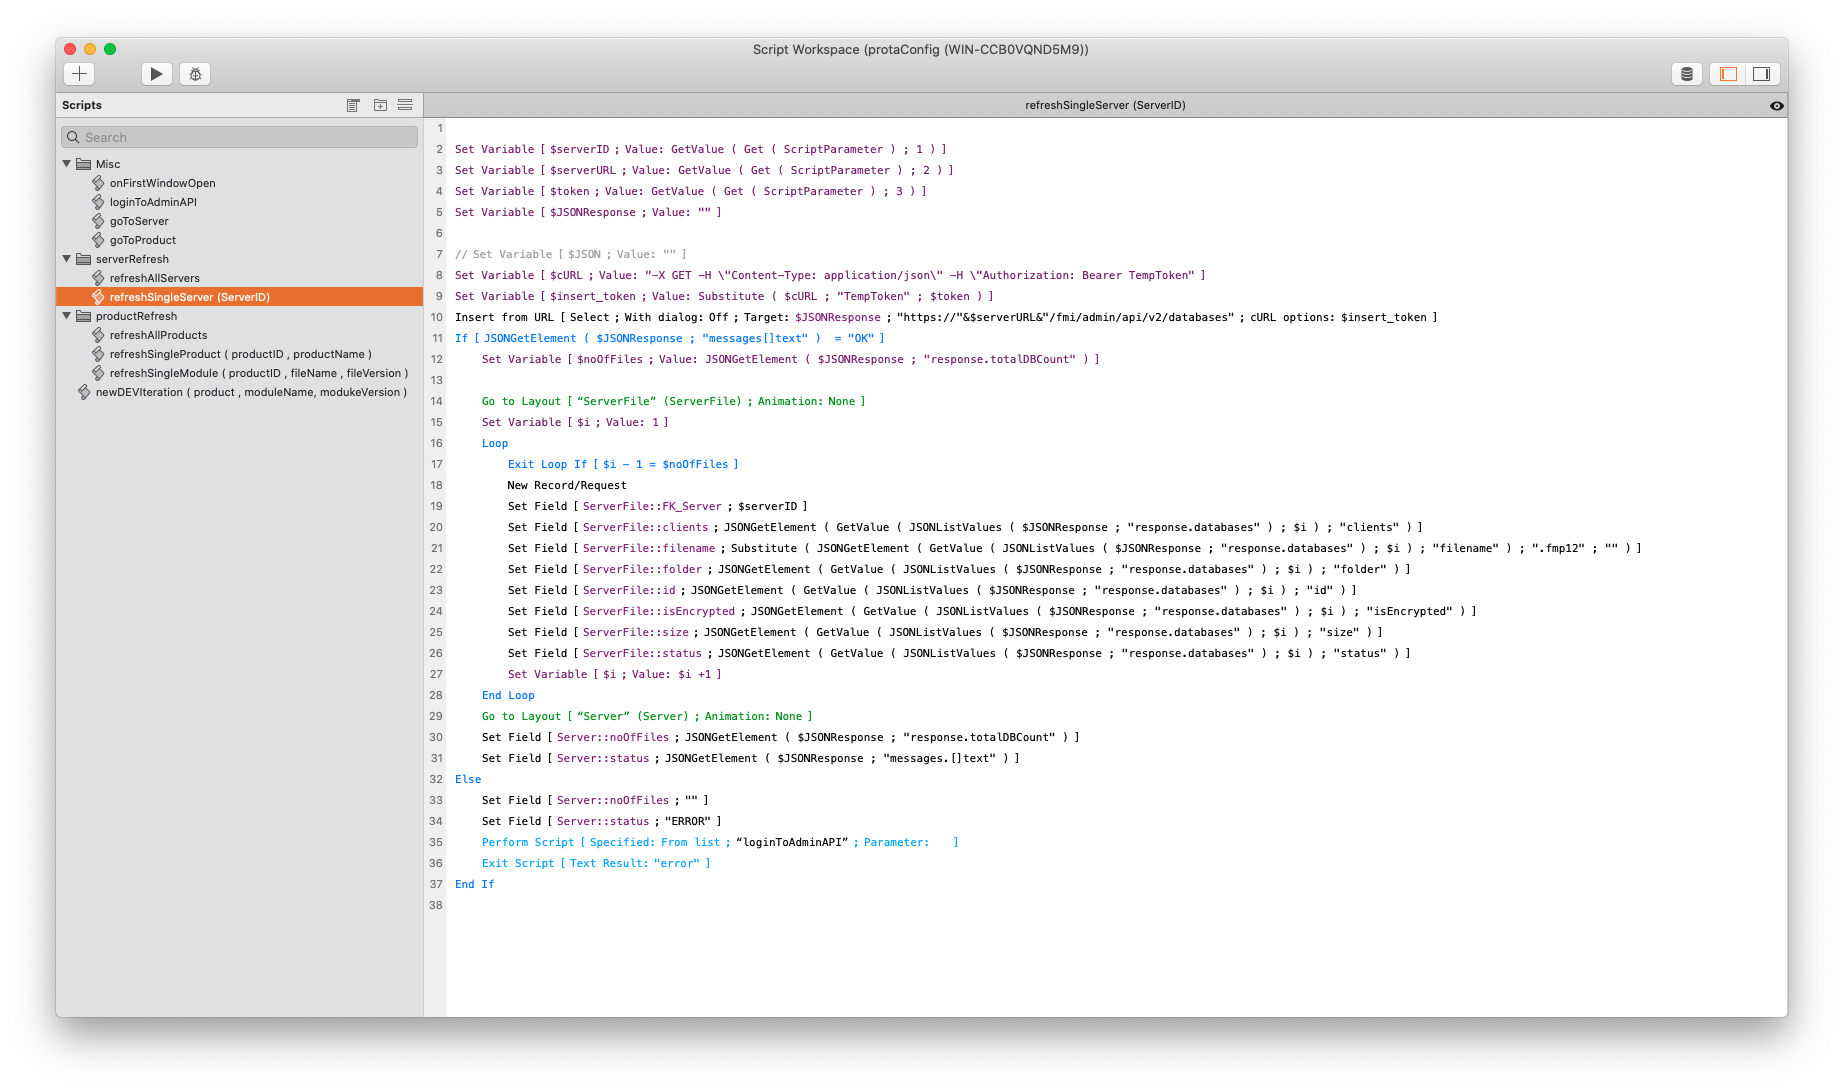 Script Workspace (protaConfig (WIN-CCB0VQND5M9))
Scripts
refreshSingleServer (ServerID)
Search
Misc
onFirstWindowOpen
loginToAdminAPI
goToServer
goToProduct
serverRefresh
refreshAllServers
refreshSingleServer (ServerID)
productRefresh
refreshAllProducts
refreshSingleProduct ( productID , productName )
refreshSingleModule ( productID , fileName , fileVersion )
newDEVIteration ( product , moduleName, modukeVersion )
1
2 Set Variable [ $serverID ; Value: GetValue ( Get ( ScriptParameter ) ; 1 ) ]
3 Set Variable [ $serverURL ; Value: GetValue ( Get ( ScriptParameter ) ; 2 ) ]
4 Set Variable [ $token ; Value: GetValue ( Get ( ScriptParameter ) ; 3 ) ]
5 Set Variable [ $JSONResponse ; Value: "" ]
6
7 // Set Variable [ $JSON ; Value: "" ]
8 Set Variable [ $cURL ; Value: "-X GET -H \"Content-Type: application/json\" -H \"Authorization: Bearer TempToken" ]
9 Set Variable [ $insert_token ; Value: Substitute ( $cURL ; "TempToken" ; $token ) ]
10 Insert from URL [ Select ; With dialog: Off ; Target: $JSONResponse ; "https://"&$serverURL&"/fmi/admin/api/v2/databases" ; cURL options: $insert_token ]
11 If [ JSONGetElement ( $JSONResponse ; "messages[]text" )  = "OK" ]
12 Set Variable [ $noOfFiles ; Value: JSONGetElement ( $JSONResponse ; "response.totalDBCount" ) ]
13
14 Go to Layout [ “ServerFile” (ServerFile) ; Animation: None ]
15 Set Variable [ $i ; Value: 1 ]
16 Loop
17 Exit Loop If [ $i - 1 = $noOfFiles ]
18 New Record/Request
19 Set Field [ ServerFile::FK_Server ; $serverID ]
20 Set Field [ ServerFile::clients ; JSONGetElement ( GetValue ( JSONListValues ( $JSONResponse ; "response.databases" ) ; $i ) ; "clients" ) ]
21 Set Field [ ServerFile::filename ; Substitute ( JSONGetElement ( GetValue ( JSONListValues ( $JSONResponse ; "response.databases" ) ; $i ) ; "filename" ) ; ".fmp12" ; "" ) ]
22 Set Field [ ServerFile::folder ; JSONGetElement ( GetValue ( JSONListValues ( $JSONResponse ; "response.databases" ) ; $i ) ; "folder" ) ]
23 Set Field [ ServerFile::id ; JSONGetElement ( GetValue ( JSONListValues ( $JSONResponse ; "response.databases" ) ; $i ) ; "id" ) ]
24 Set Field [ ServerFile::isEncrypted ; JSONGetElement ( GetValue ( JSONListValues ( $JSONResponse ; "response.databases" ) ; $i ) ; "isEncrypted" ) ]
25 Set Field [ ServerFile::size ; JSONGetElement ( GetValue ( JSONListValues ( $JSONResponse ; "response.databases" ) ; $i ) ; "size" ) ]
26 Set Field [ ServerFile::status ; JSONGetElement ( GetValue ( JSONListValues ( $JSONResponse ; "response.databases" ) ; $i ) ; "status" ) ]
27 Set Variable [ $i ; Value: $i +1 ]
28 End Loop
29 Go to Layout [ “Server” (Server) ; Animation: None ]
30 Set Field [ Server::noOfFiles ; JSONGetElement ( $JSONResponse ; "response.totalDBCount" ) ]
31 Set Field [ Server::status ; JSONGetElement ( $JSONResponse ; "messages.[]text" ) ]
32 Else
33 Set Field [ Server::noOfFiles ; "" ]
34 Set Field [ Server::status ; "ERROR" ]
35 Perform Script [ Specified: From list ; “loginToAdminAPI” ; Parameter:    ]
36 Exit Script [ Text Result: "error" ]
37 End If
38